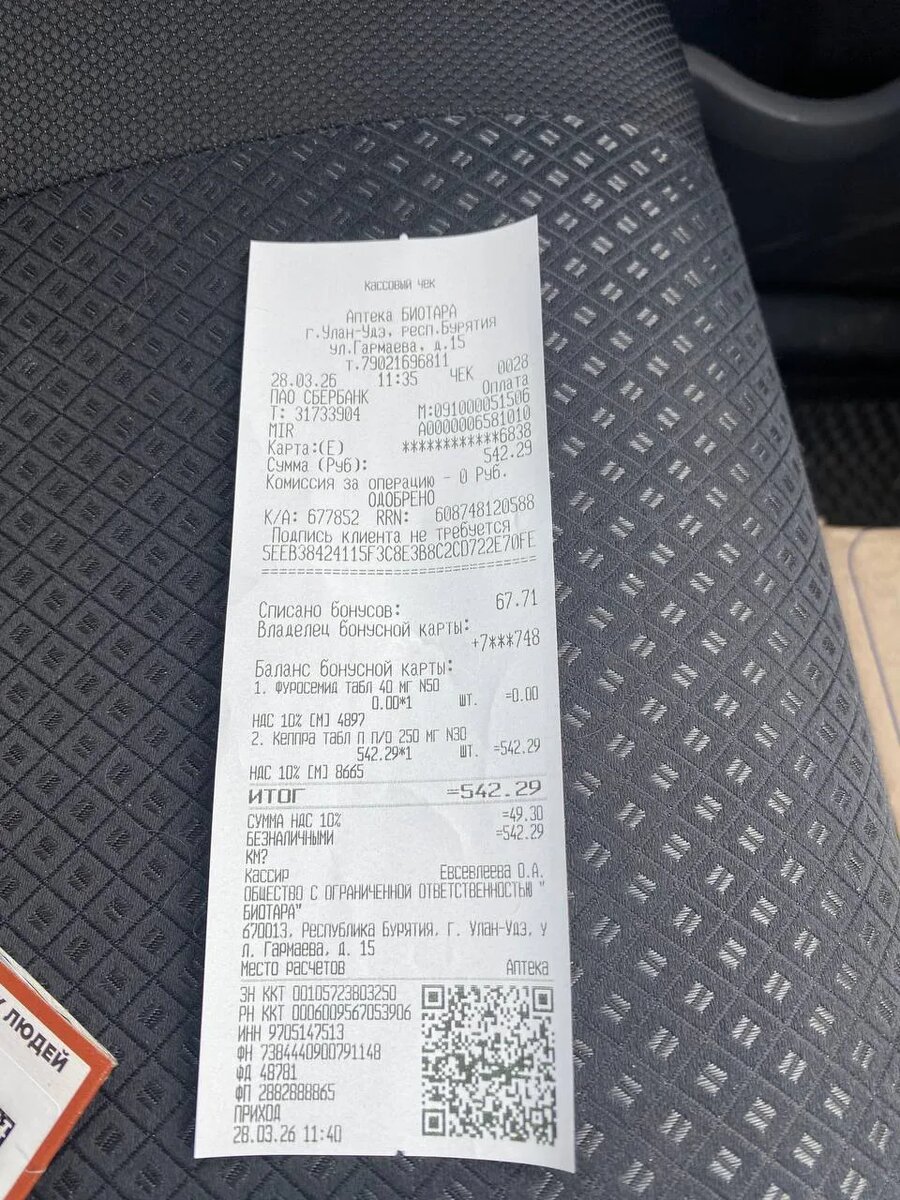 КАССОВЫЙ ЧЕК
Аптека БИОТАРА
г.Улан-Удэ, респ.Бурятия
ул.Гармаева, д.15
т.79021696811
28.03.26 11:35 ЧЕК 0028
ПАО СБЕРБАНК Оплата
Т: 31733904 М:091000051506
MIR A0000006581010
Карта:(E) ************6838
Сумма (Руб): 542.29
Комиссия за операцию - 0 Руб.
ОДОБРЕНО
К/А: 677852 RRN: 608748120588
Подпись клиента не требуется
5EEB38424115F3C8E3B8C2CD722E70FE
================================
Списано бонусов: 67.71
Владелец бонусной карты:
+7***748
Баланс бонусной карты:
1. ФУРОСЕМИД ТАБЛ 40 МГ N50
0.00*1 ШТ. =0.00
НДС 10% [М] 4897
2. КЕППРА ТАБЛ П П/О 250 МГ N30
542.29*1 ШТ. =542.29
НДС 10% [М] 8665
ИТОГ =542.29
СУММА НДС 10% =49.30
БЕЗНАЛИЧНЫМИ =542.29
КМ?
КАССИР Евсевлеева О.А.
ОБЩЕСТВО С ОГРАНИЧЕННОЙ ОТВЕТСТВЕННОСТЬЮ "
БИОТАРА"
670013, Республика Бурятия, г. Улан-Удэ, у
л. Гармаева, д. 15
МЕСТО РАСЧЕТОВ Аптека
ЗН ККТ 00105723803250
РН ККТ 0006009567053906
ИНН 9705147513
ФН 7384440900791148
ФД 48781
ФП 2882888865
ПРИХОД
28.03.26 11:40
ЛЮДЕЙ